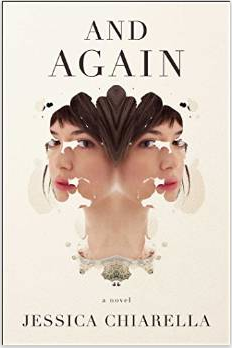 AND
AGAIN
a novel
JESSICA CHIARELLA